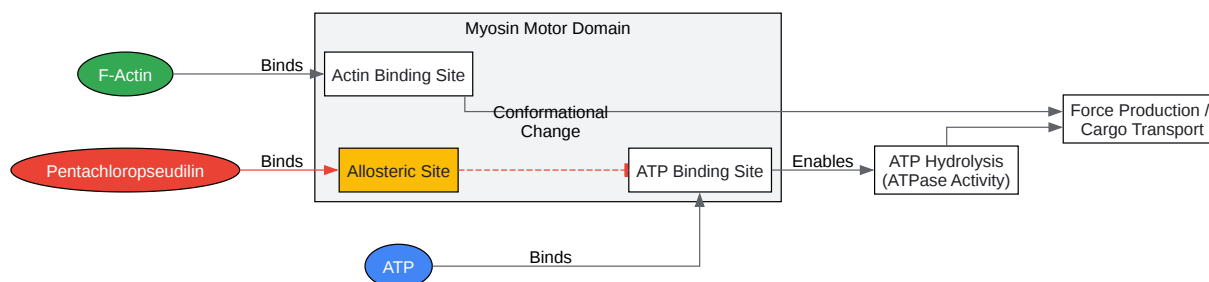 Myosin Motor Domain
F-Actin
Binds
Actin Binding Site
Conformational
Change
Force Production /
Cargo Transport
Pentachloropseudilin
Binds
Allosteric Site
ATP Binding Site
Enables
ATP Hydrolysis
(ATPase Activity)
ATP
Binds